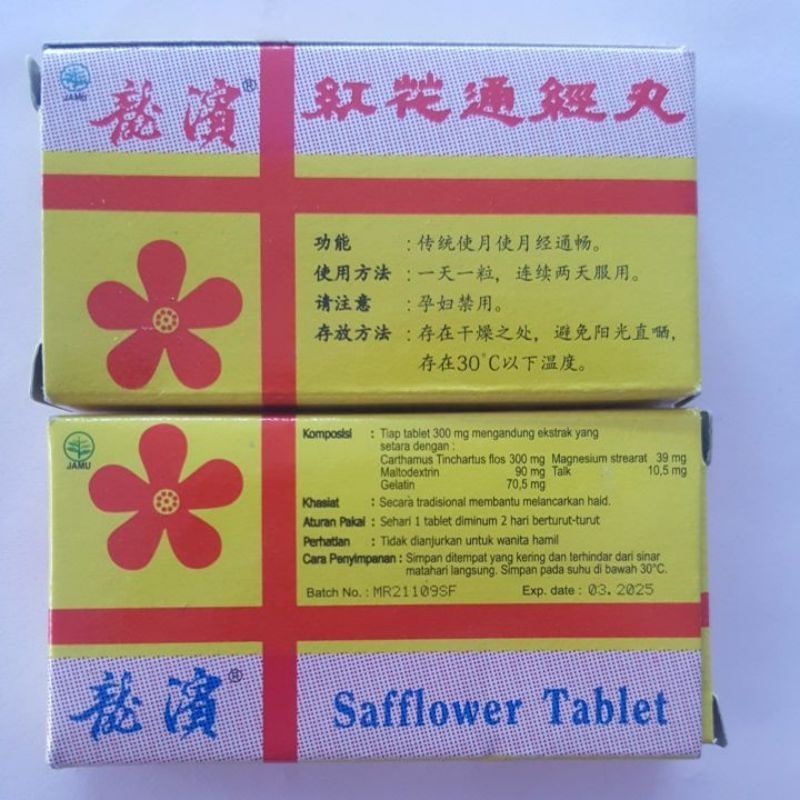 JAMU
龍濱® 紅花通經丸
功能 : 传统使月使月经通畅。
使用方法 : 一天一粒，连续两天服用。
请注意 : 孕妇禁用。
存放方法 : 存在干燥之处，避免阳光直晒，
存在30°C以下温度。
JAMU
Komposisi : Tiap tablet 300 mg mengandung ekstrak yang
setara dengan :
Carthamus Tinchartus flos 300 mg Magnesium strearat 39 mg
Maltodextrin 90 mg Talk 10,5 mg
Gelatin 70,5 mg
Khasiat : Secara tradisional membantu melancarkan haid.
Aturan Pakai : Sehari 1 tablet diminum 2 hari berturut-turut
Perhatian : Tidak dianjurkan untuk wanita hamil
Cara Penyimpanan : Simpan ditempat yang kering dan terhindar dari sinar
matahari langsung. Simpan pada suhu di bawah 30°C.
Batch No. : MR21109SF Exp. date : 03. 2025
龍濱® Safflower Tablet